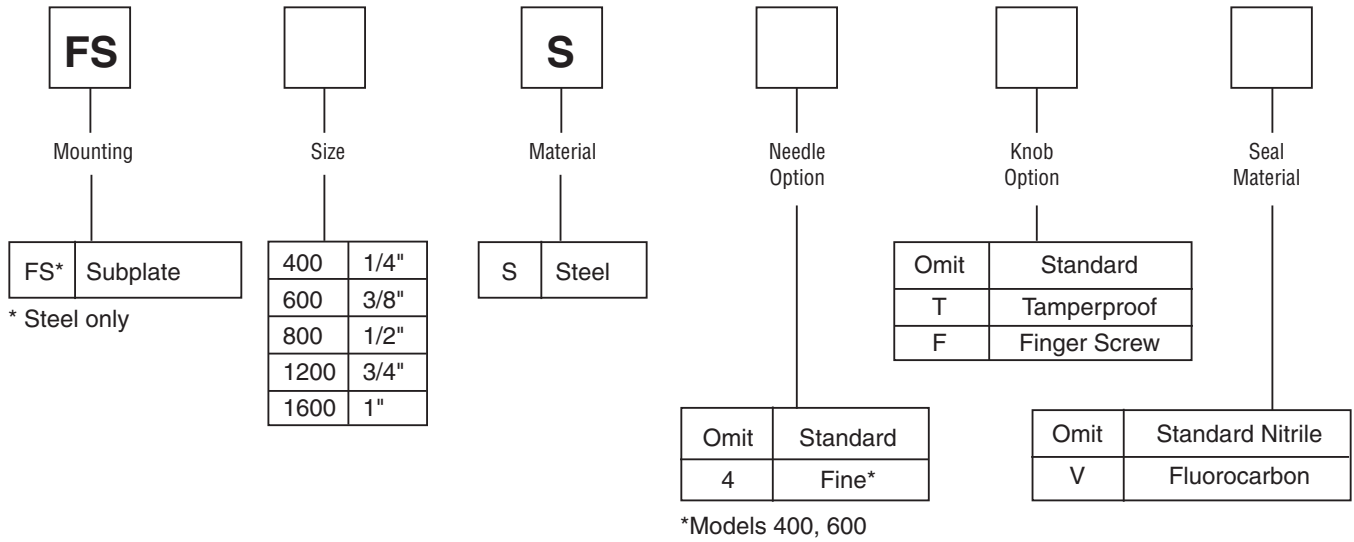 FS
S
Mounting
Size
Material
Needle
Option
Knob
Option
Seal
Material
FS* Subplate
* Steel only
400 1/4"
600 3/8"
800 1/2"
1200 3/4"
1600 1"
S Steel
Omit Standard
4 Fine*
*Models 400, 600
Omit Standard
T Tamperproof
F Finger Screw
Omit Standard Nitrile
V Fluorocarbon